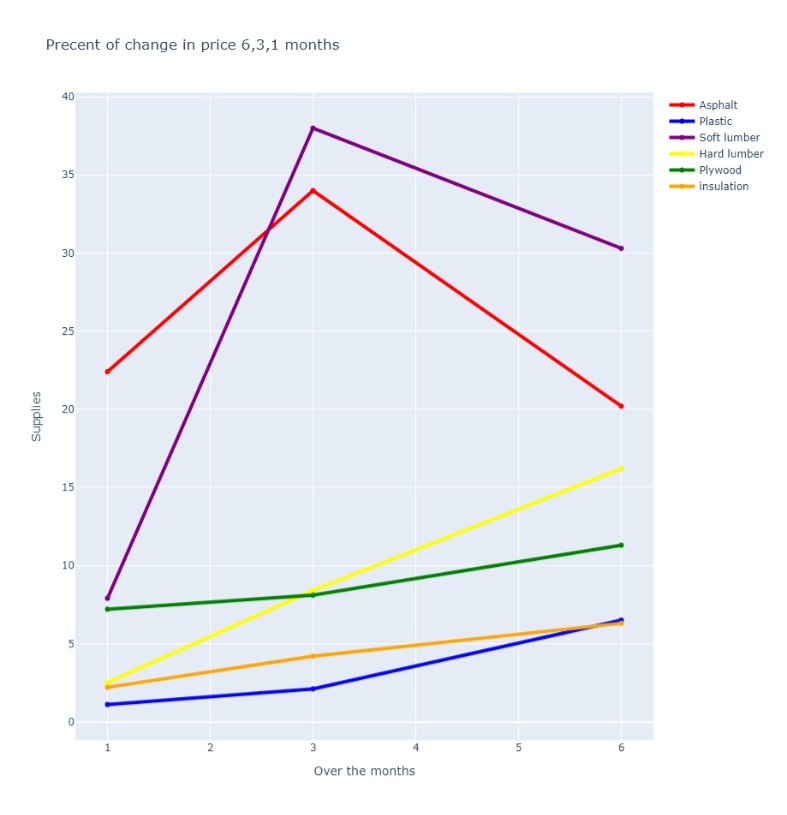 Precent of change in price 6,3,1 months
Asphalt
Plastic
Soft lumber
Hard lumber
Plywood
insulation
40
35
30
25
20
15
10
5
0
Supplies
1 2 3 4 5 6
Over the months